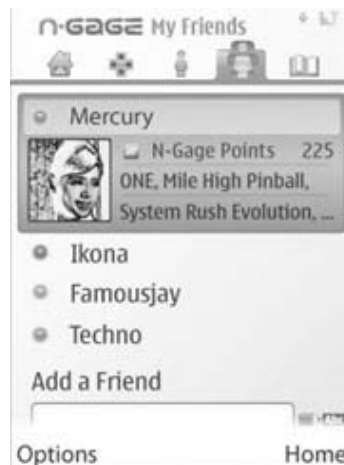 n·GaGe My Friends
Mercury
N-Gage Points 225
ONE, Mile High Pinball,
System Rush Evolution, ...
Ikona
Famousjay
Techno
Add a Friend
Options Home